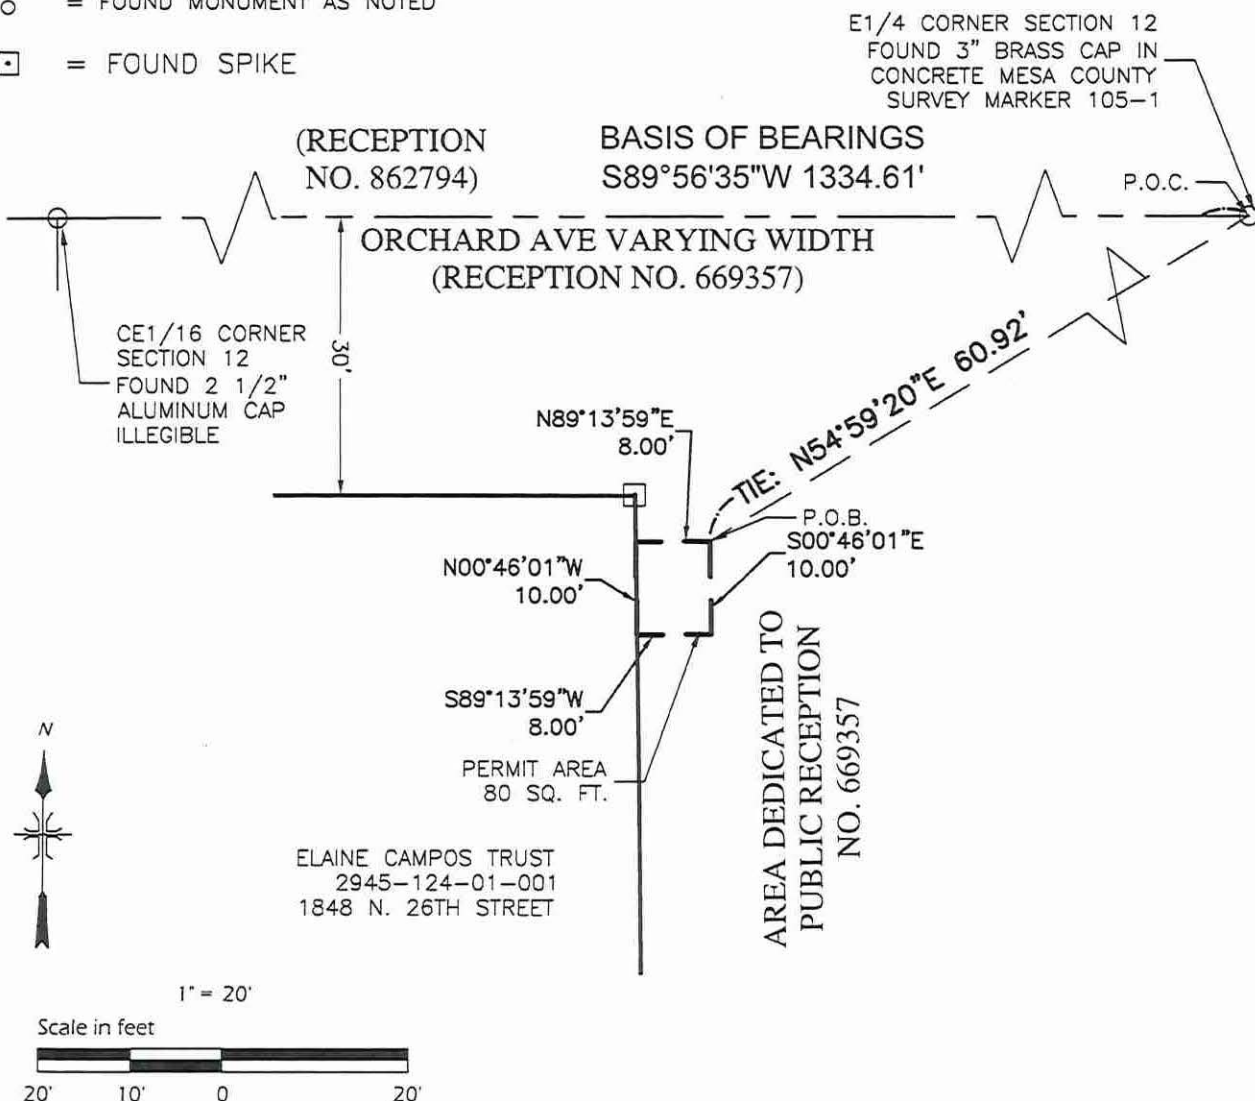 = FOUND MONUMENT AS NOTED
= FOUND SPIKE
E1/4 CORNER SECTION 12
FOUND 3" BRASS CAP IN
CONCRETE MESA COUNTY
SURVEY MARKER 105-1
(RECEPTION
NO. 862794)
BASIS OF BEARINGS
S89°56'35"W 1334.61'
P.O.C.
ORCHARD AVE VARYING WIDTH
(RECEPTION NO. 669357)
CE1/16 CORNER
SECTION 12
FOUND 2 1/2"
ALUMINUM CAP
ILLEGIBLE
30'
N89°13'59"E
8.00'
TIE: N54°59'20"E 60.92'
P.O.B.
S00°46'01"E
10.00'
N00°46'01"W
10.00'
S89°13'59"W
8.00'
PERMIT AREA
80 SQ. FT.
AREA DEDICATED TO
PUBLIC RECEPTION
NO. 669357
N
ELAINE CAMPOS TRUST
2945-124-01-001
1848 N. 26TH STREET
1" = 20'
Scale in feet
20' 10' 0 20'